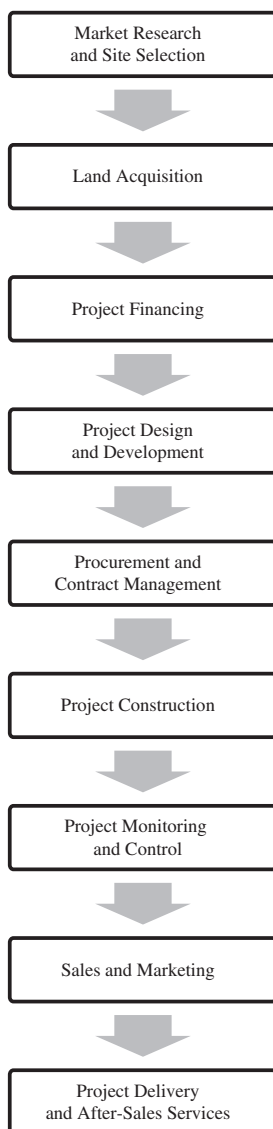 Market Research
and Site Selection
Land Acquisition
Project Financing
Project Design
and Development
Procurement and
Contract Management
Project Construction
Project Monitoring
and Control
Sales and Marketing
Project Delivery
and After-Sales Services